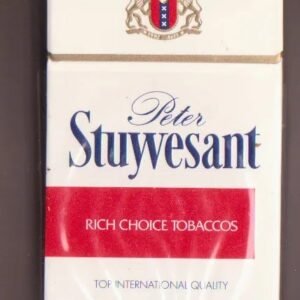 Peter
Stuyvesant
RICH CHOICE TOBACCOS
TOP INTERNATIONAL QUALITY